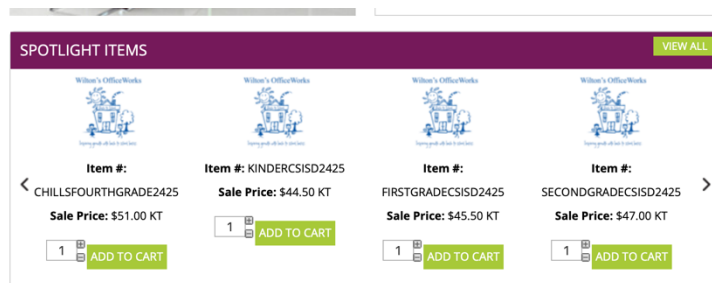 SPOTLIGHT ITEMS
VIEW ALL
Wilton's OfficeWorks
Item #:
CHILLSFOURTHGRADE2425
Sale Price: $51.00 KT
1
ADD TO CART
Wilton's OfficeWorks
Item #: KINDERCSISD2425
Sale Price: $44.50 KT
1
ADD TO CART
Wilton's OfficeWorks
Item #:
FIRSTGRADECSISD2425
Sale Price: $45.50 KT
1
ADD TO CART
Wilton's OfficeWorks
Item #:
SECONDGRADECSISD2425
Sale Price: $47.00 KT
1
ADD TO CART